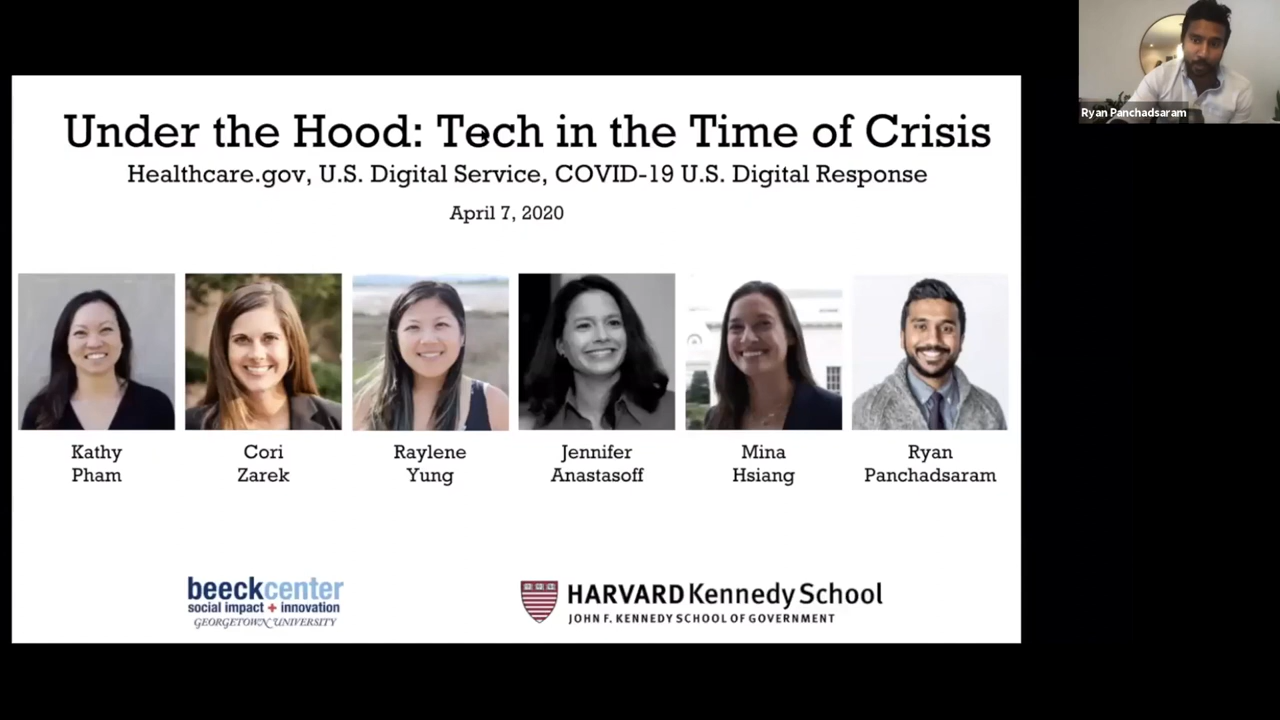 Under the Hood: Tech in the Time of Crisis
Healthcare.gov, U.S. Digital Service, COVID-19 U.S. Digital Response
April 7, 2020
Ryan Panchadsaram
Kathy
Pham
Cori
Zarek
Raylene
Yung
Jennifer
Anastasoff
Mina
Hsiang
Ryan
Panchadsaram
beeckcenter
social impact + innovation
GEORGETOWN UNIVERSITY
HARVARD Kennedy School
JOHN F. KENNEDY SCHOOL OF GOVERNMENT